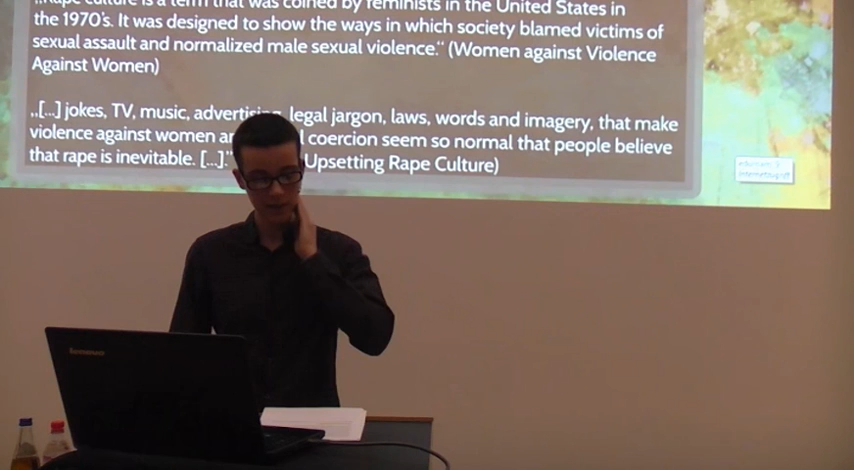 „Rape culture is a term that was coined by feminists in the United States in
the 1970's. It was designed to show the ways in which society blamed victims of
sexual assault and normalized male sexual violence.“ (Women against Violence
Against Women)
„[...] jokes, TV, music, advertising, legal jargon, laws, words and imagery, that make
violence against women coercion seem so normal that people believe
that rape is inevitable. [...].“ Upsetting Rape Culture)
lenovo